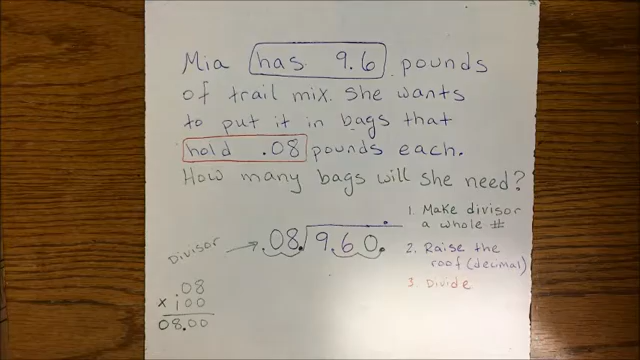 Mia has 9.6 pounds
of trail mix. She wants
to put it in bags that
hold .08 pounds each.
How many bags will she need?
1. Make divisor
a whole #
2. Raise the
roof (decimal)
3. Divide
Divisor → .08.⟌9.60.
08
x 100
08.00